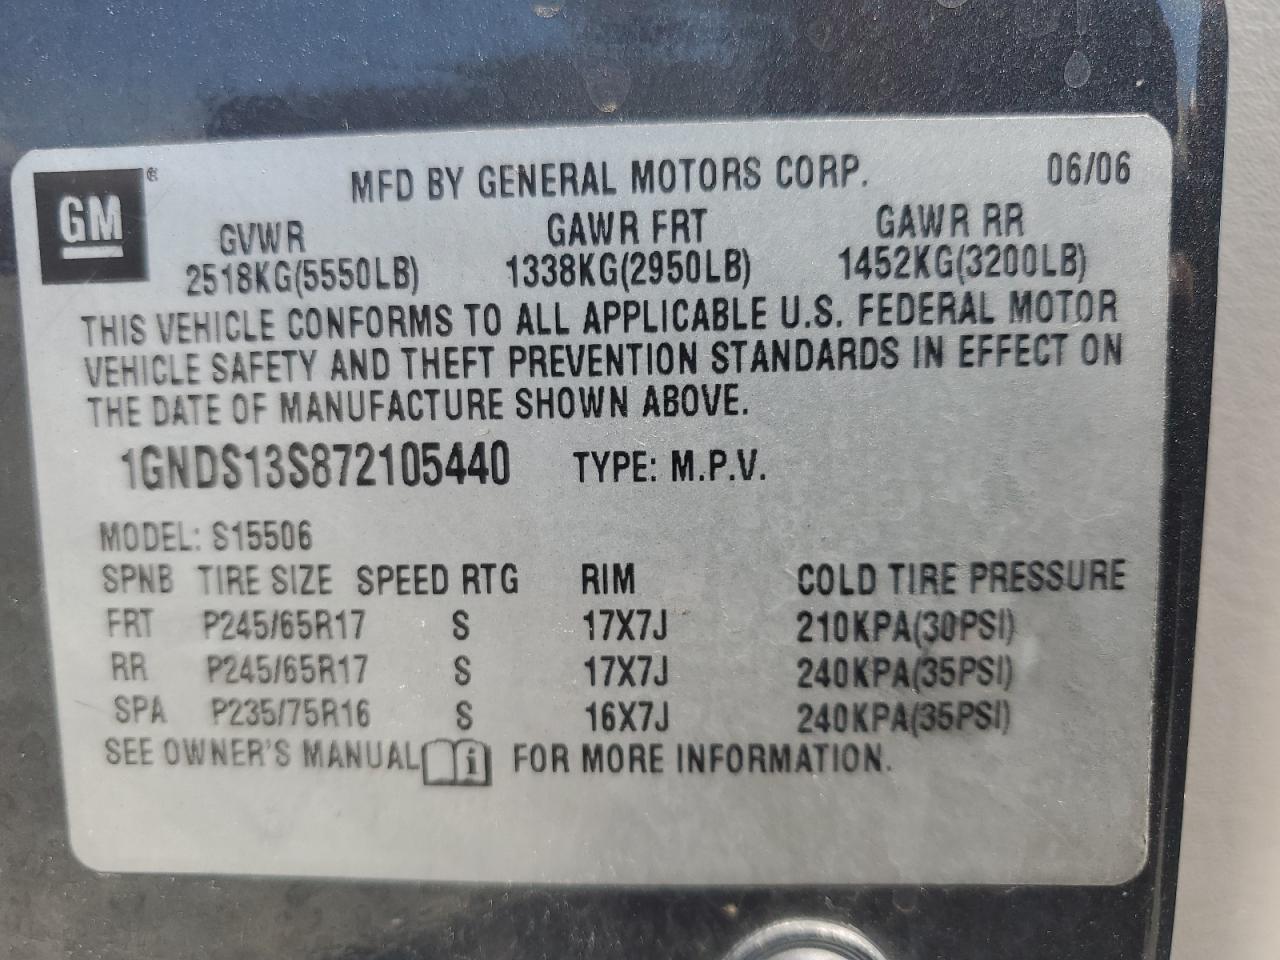 GM ® MFD BY GENERAL MOTORS CORP. 06/06
GVWR GAWR FRT GAWR RR
2518KG(5550LB) 1338KG(2950LB) 1452KG(3200LB)
THIS VEHICLE CONFORMS TO ALL APPLICABLE U.S. FEDERAL MOTOR
VEHICLE SAFETY AND THEFT PREVENTION STANDARDS IN EFFECT ON
THE DATE OF MANUFACTURE SHOWN ABOVE.
1GNDS13S872105440 TYPE: M.P.V.
MODEL: S15506
SPNB TIRE SIZE SPEED RTG RIM COLD TIRE PRESSURE
FRT P245/65R17 S 17X7J 210KPA(30PSI)
RR P245/65R17 S 17X7J 240KPA(35PSI)
SPA P235/75R16 S 16X7J 240KPA(35PSI)
SEE OWNER'S MANUAL i FOR MORE INFORMATION.